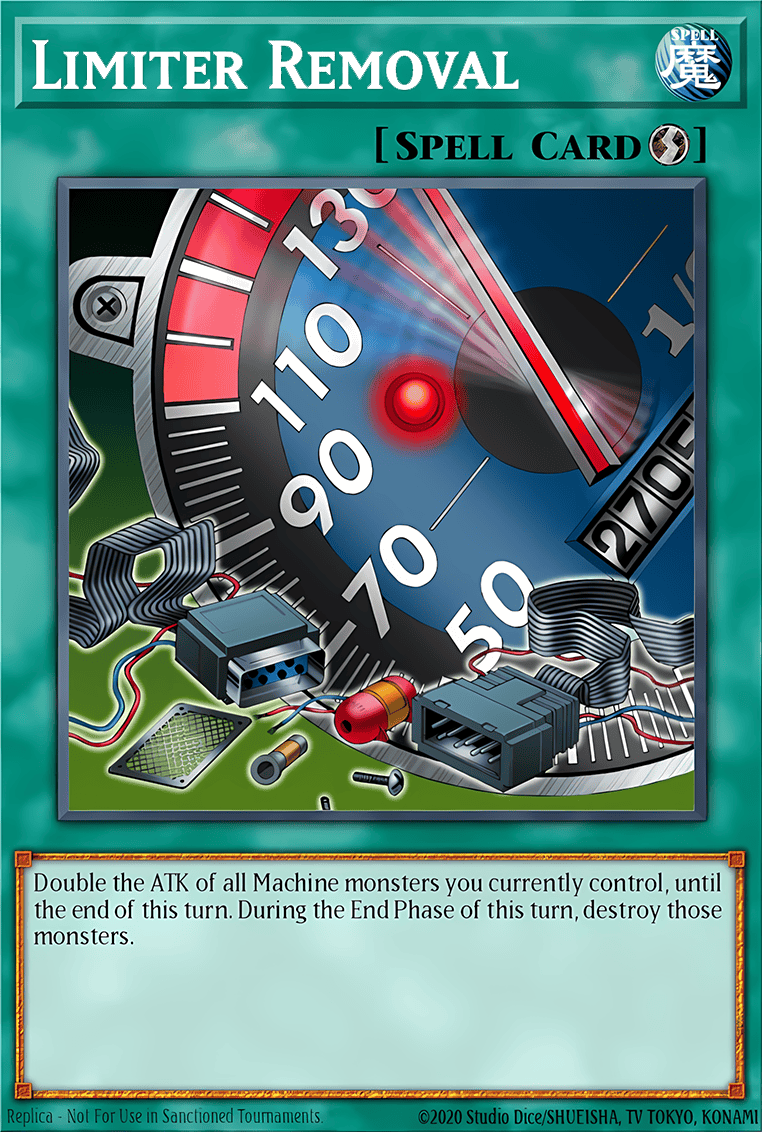 LIMITER REMOVAL
SPELL
魔
[SPELL CARD]
130
110
90
70
50
1/
2705
Double the ATK of all Machine monsters you currently control, until
the end of this turn. During the End Phase of this turn, destroy those
monsters.
Replica - Not For Use in Sanctioned Tournaments.
©2020 Studio Dice/SHUEISHA, TV TOKYO, KONAMI